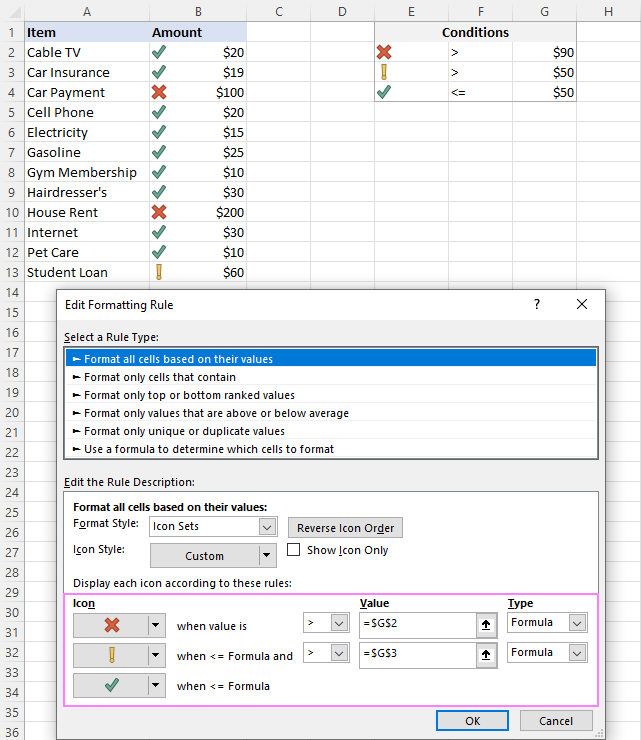 A B C D E F G H
1 Item Amount Conditions
2 Cable TV $20 > $90
3 Car Insurance $19 > $50
4 Car Payment $100 <= $50
5 Cell Phone $20
6 Electricity $15
7 Gasoline $25
8 Gym Membership $10
9 Hairdresser's $30
10 House Rent $200
11 Internet $30
12 Pet Care $10
13 Student Loan $60
14
15 Edit Formatting Rule ?
16
17 Select a Rule Type:
18 ► Format all cells based on their values
19 ► Format only cells that contain
► Format only top or bottom ranked values
20 ► Format only values that are above or below average
21 ► Format only unique or duplicate values
22 ► Use a formula to determine which cells to format
23
24 Edit the Rule Description:
25 Format all cells based on their values:
26 Format Style: Icon Sets Reverse Icon Order
27 Icon Style: Custom Show Icon Only
28
29 Display each icon according to these rules:
30 Icon Value Type
31 when value is > =$G$2 Formula
32 when <= Formula and > =$G$3 Formula
33
34 when <= Formula
35
36 OK Cancel